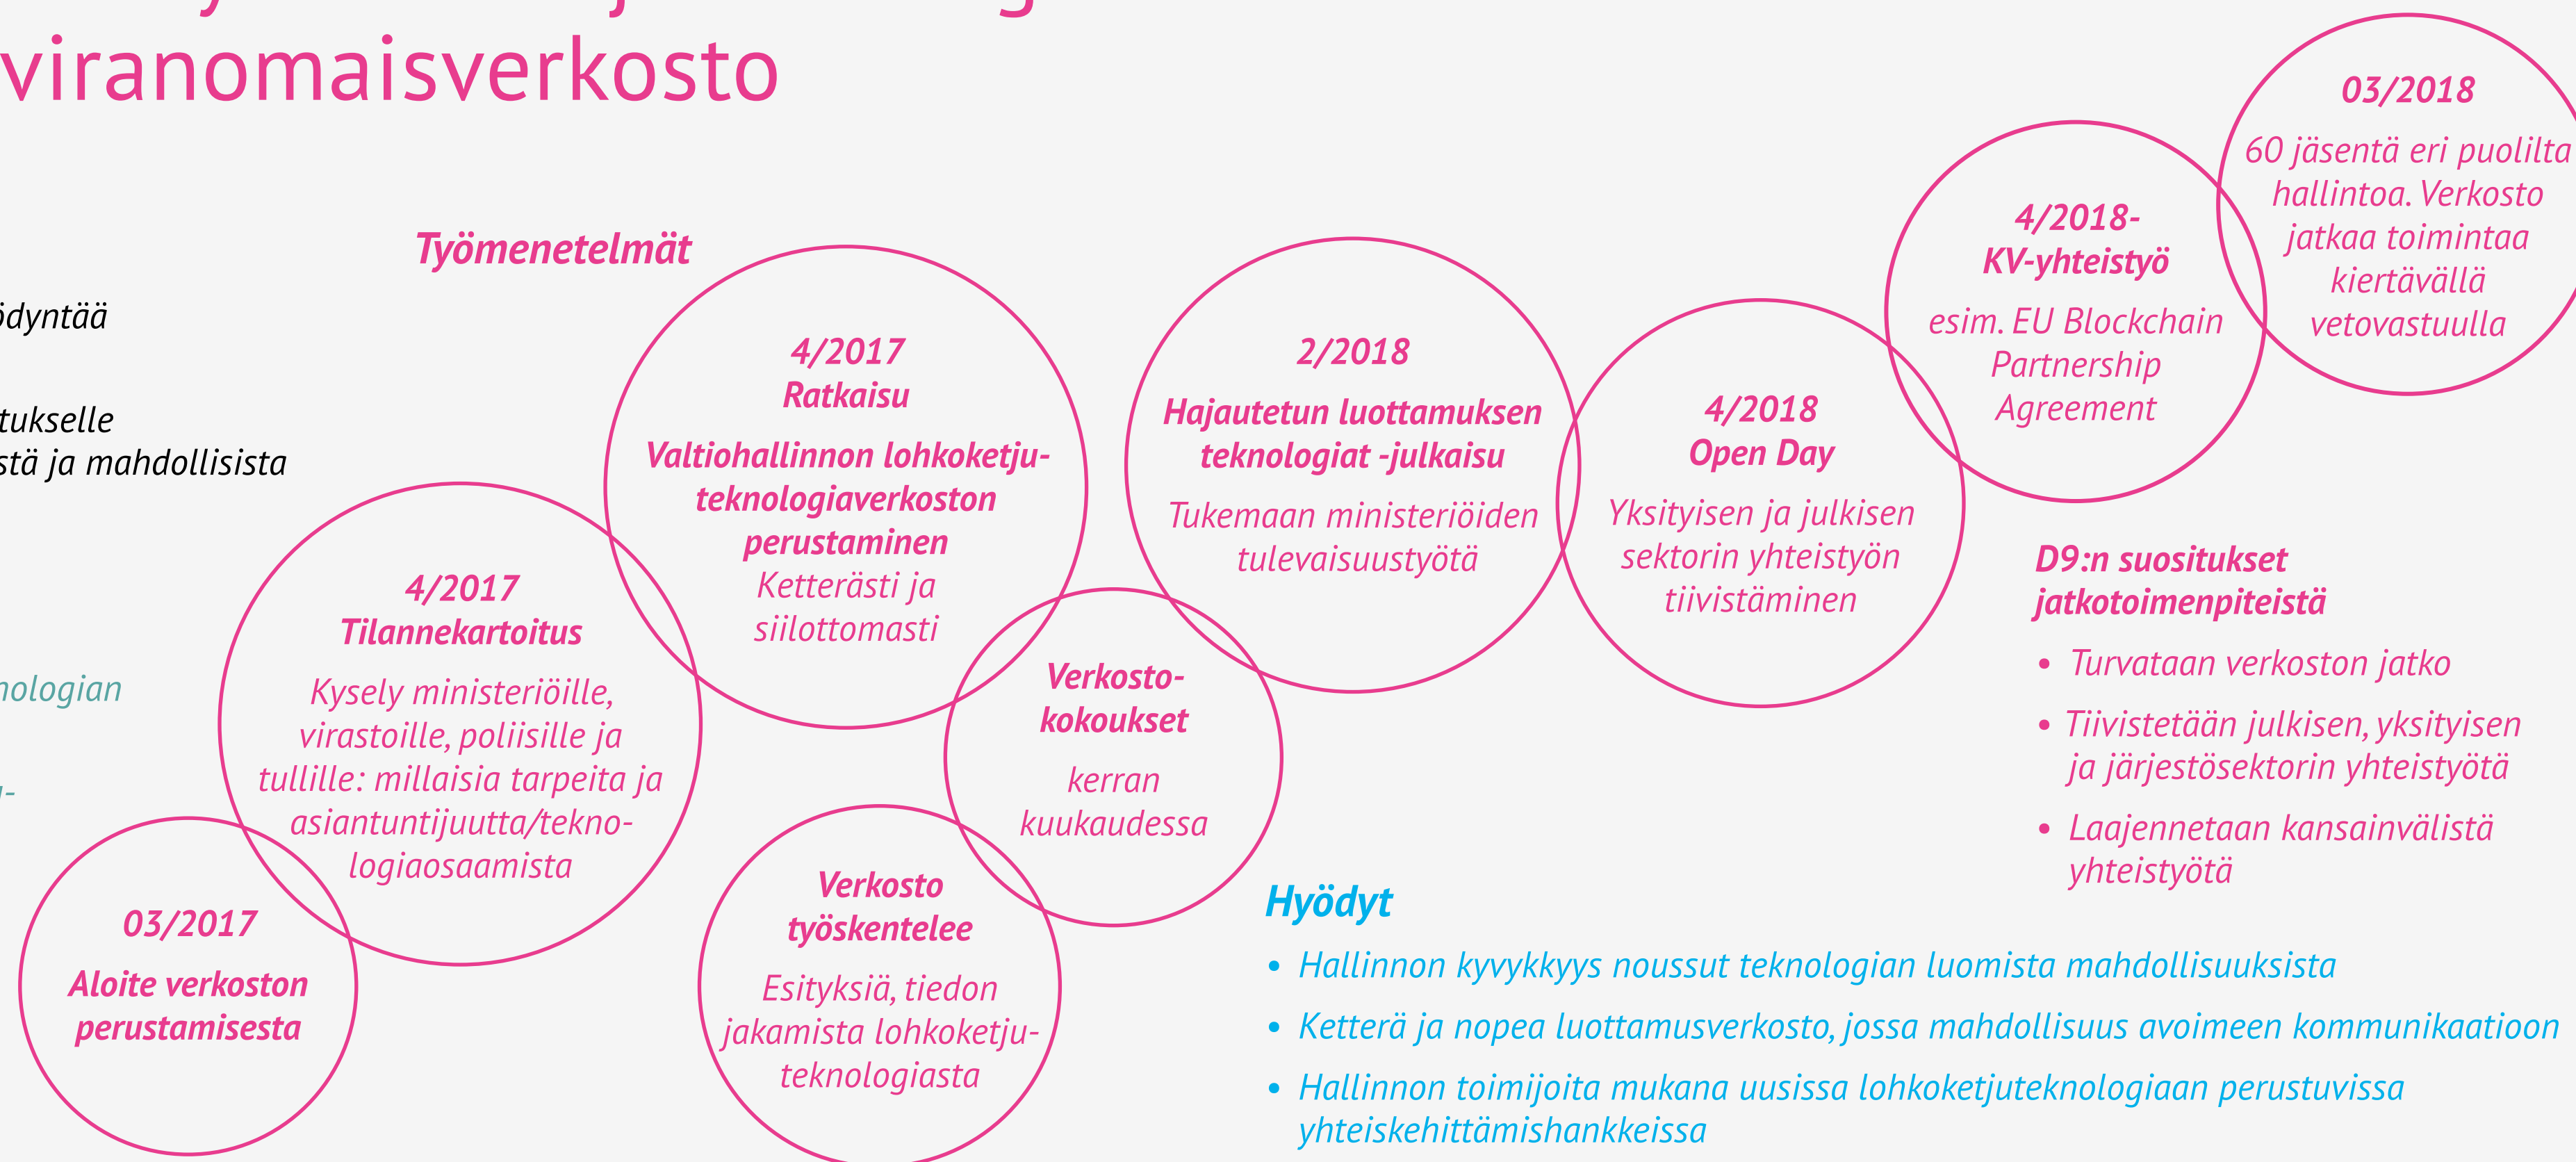 viranomaisverkosto
Työmenetelmät
tukselle
stä ja mahdollisista
03/2017
Aloite verkoston
perustamisesta
4/2017
Tilannekartoitus
Kysely ministeriöille,
virastoille, poliisille ja
tullille: millaisia tarpeita ja
asiantuntijuutta/tekno-
logiaosaamista
4/2017
Ratkaisu
Valtiohallinnon lohkoketju-
teknologiaverkoston
perustaminen
Ketterästi ja
siilottomasti
Verkosto
työskentelee
Esityksiä, tiedon
jakamista lohkoketju-
teknologiasta
Verkosto-
kokoukset
kerran
kuukaudessa
2/2018
Hajautetun luottamuksen
teknologiat -julkaisu
Tukemaan ministeriöiden
tulevaisuustyötä
4/2018
Open Day
Yksityisen ja julkisen
sektorin yhteistyön
tiivistäminen
4/2018-
KV-yhteistyö
esim. EU Blockchain
Partnership
Agreement
03/2018
60 jäsentä eri puolilta
hallintoa. Verkosto
jatkaa toimintaa
kiertävällä
vetovastuulla
D9:n suositukset
jatkotoimenpiteistä
• Turvataan verkoston jatko
• Tiivistetään julkisen, yksityisen
ja järjestösektorin yhteistyötä
• Laajennetaan kansainvälistä
yhteistyötä
Hyödyt
• Hallinnon kyvykkyys noussut teknologian luomista mahdollisuuksista
• Ketterä ja nopea luottamusverkosto, jossa mahdollisuus avoimeen kommunikaatioon
• Hallinnon toimijoita mukana uusissa lohkoketjuteknologiaan perustuvissa
yhteiskehittämishankkeissa